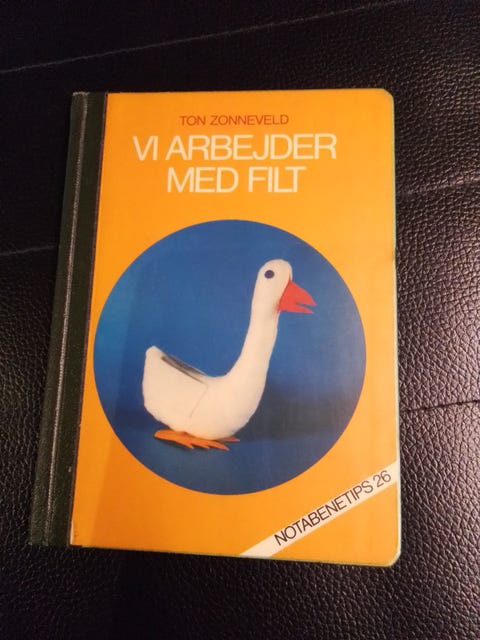 TON ZONNEVELD
VI ARBEJDER
MED FILT
NOTABENETIPS 26